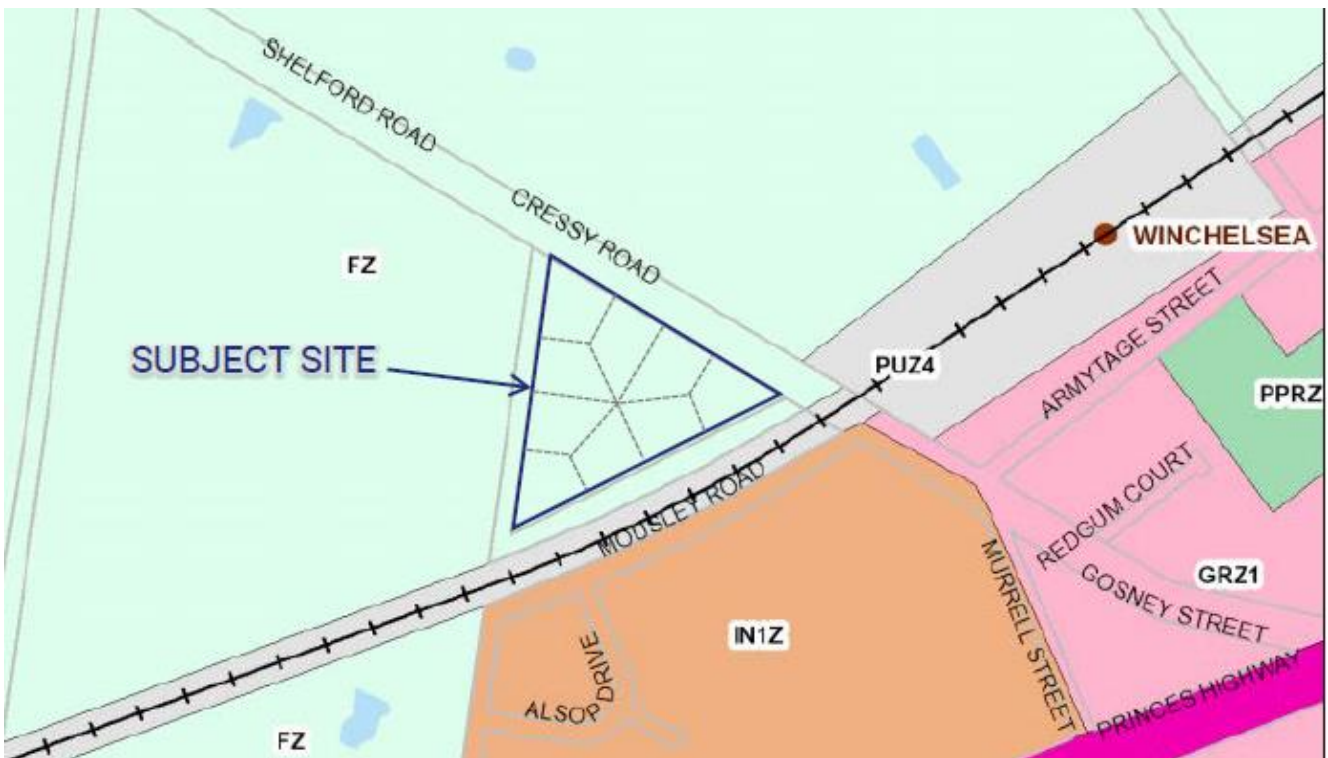 SHELFORD ROAD
CRESSY ROAD
FZ
WINCHELSEA
SUBJECT SITE
PUZ4
ARMYTAGE STREET
PPRZ
MOUSLEY ROAD
REDGUM COURT
GRZ1
GOSNEY STREET
MURRELL STREET
IN1Z
ALSOP DRIVE
PRINCES HIGHWAY
FZ